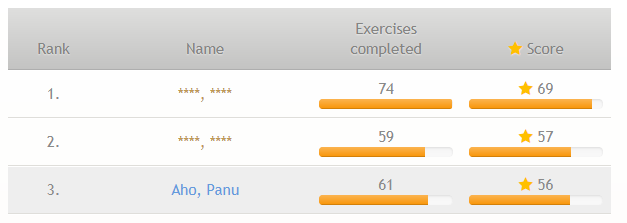 Rank Name Exercises completed Score
1. ****, **** 74 69
2. ****, **** 59 57
3. Aho, Panu 61 56